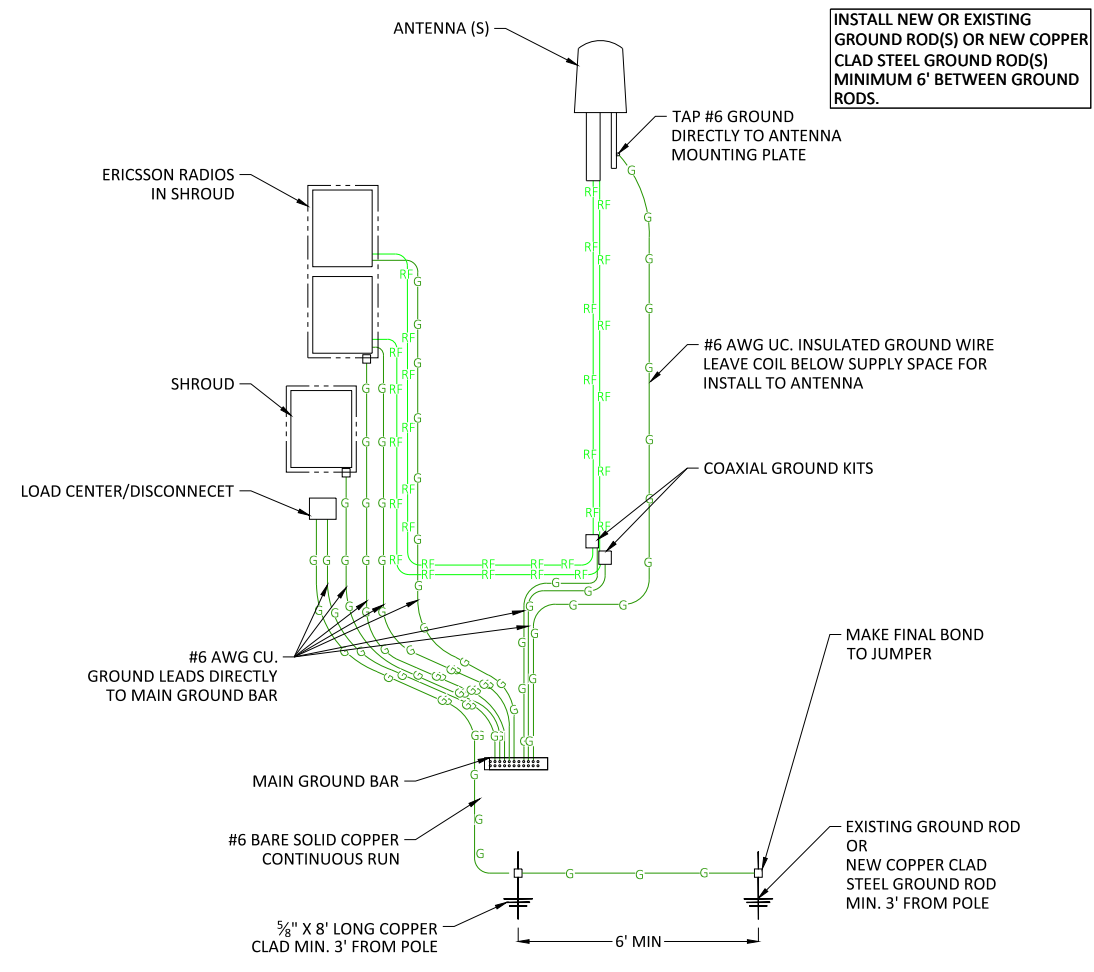 ANTENNA (S)
INSTALL NEW OR EXISTING
GROUND ROD(S) OR NEW COPPER
CLAD STEEL GROUND ROD(S)
MINIMUM 6' BETWEEN GROUND
RODS.
TAP #6 GROUND
DIRECTLY TO ANTENNA
MOUNTING PLATE
ERICSSON RADIOS
IN SHROUD
#6 AWG UC. INSULATED GROUND WIRE
LEAVE COIL BELOW SUPPLY SPACE FOR
INSTALL TO ANTENNA
SHROUD
COAXIAL GROUND KITS
LOAD CENTER/DISCONNECET
#6 AWG CU.
GROUND LEADS DIRECTLY
TO MAIN GROUND BAR
MAKE FINAL BOND
TO JUMPER
MAIN GROUND BAR
#6 BARE SOLID COPPER
CONTINUOUS RUN
EXISTING GROUND ROD
OR
NEW COPPER CLAD
STEEL GROUND ROD
MIN. 3' FROM POLE
⅝" X 8' LONG COPPER
CLAD MIN. 3' FROM POLE
6' MIN
RF
G